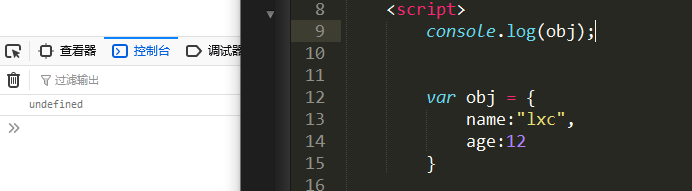 查看器 控制台 调试器
过滤输出
undefined
8 <script>
9 console.log(obj);
10
11
12 var obj = {
13 name:"lxc",
14 age:12
15 }
16